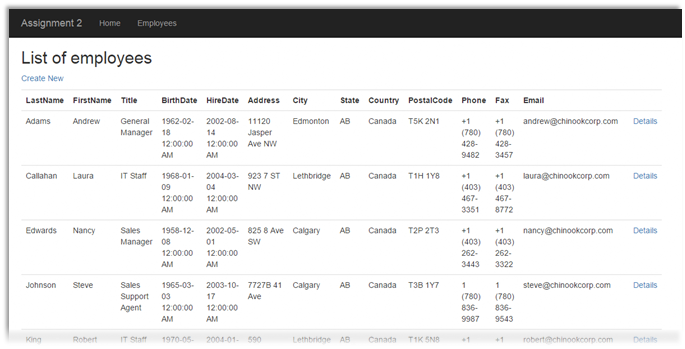 Assignment 2 Home Employees
List of employees
Create New
LastName FirstName Title BirthDate HireDate Address City State Country PostalCode Phone Fax Email
Adams Andrew General 1962-02- 2002-08- 11120 Edmonton AB Canada T5K 2N1 +1 +1 andrew@chinookcorp.com Details
Manager 18 14 Jasper (780) (780)
12:00:00 12:00:00 Ave NW 428- 428-
AM AM 9482 3457
Callahan Laura IT Staff 1968-01- 2004-03- 923 7 ST Lethbridge AB Canada T1H 1Y8 +1 +1 laura@chinookcorp.com Details
09 04 NW (403) (403)
12:00:00 12:00:00 467- 467-
AM AM 3351 8772
Edwards Nancy Sales 1958-12- 2002-05- 825 8 Ave Calgary AB Canada T2P 2T3 +1 +1 nancy@chinookcorp.com Details
Manager 08 01 SW (403) (403)
12:00:00 12:00:00 262- 262-
AM AM 3443 3322
Johnson Steve Sales 1965-03- 2003-10- 7727B 41 Calgary AB Canada T3B 1Y7 1 1 steve@chinookcorp.com Details
Support 03 17 Ave (780) (780)
Agent 12:00:00 12:00:00 836- 836-
AM AM 9987 9543
King Robert IT Staff 1970-05- 2004-01- 590 Lethbridge AB Canada T1K 5N8 +1 +1 robert@chinookcorp.com Details